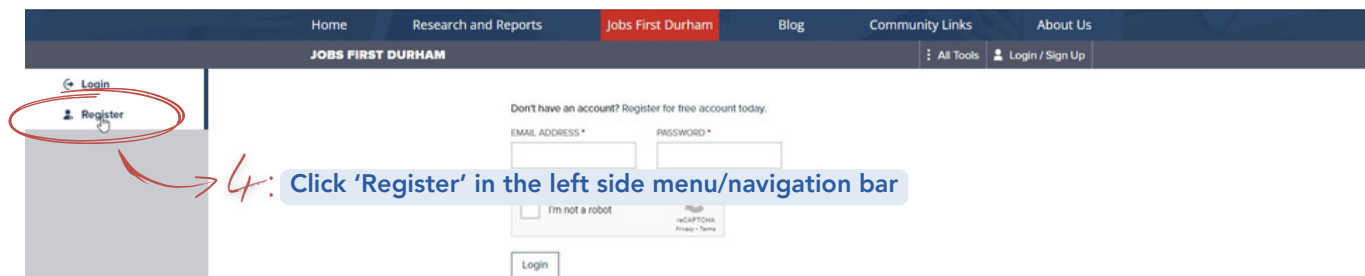 Home Research and Reports Jobs First Durham Blog Community Links About Us
JOBS FIRST DURHAM All Tools Login / Sign Up
Login
Register
Don't have an account? Register for free account today.
EMAIL ADDRESS * PASSWORD *
4: Click ‘Register’ in the left side menu/navigation bar
I'm not a robot
reCAPTCHA
Privacy - Terms
Login